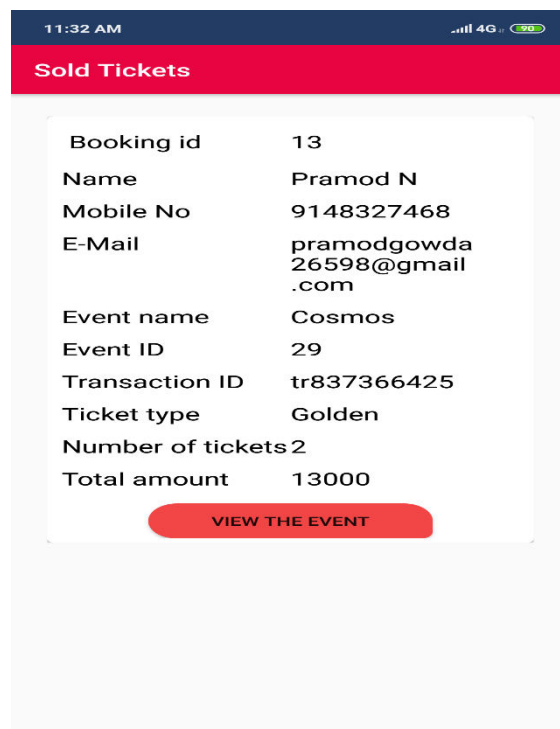 11:32 AM 4G 90
Sold Tickets
Booking id 13
Name Pramod N
Mobile No 9148327468
E-Mail pramodgowda
26598@gmail
.com
Event name Cosmos
Event ID 29
Transaction ID tr837366425
Ticket type Golden
Number of tickets 2
Total amount 13000
VIEW THE EVENT